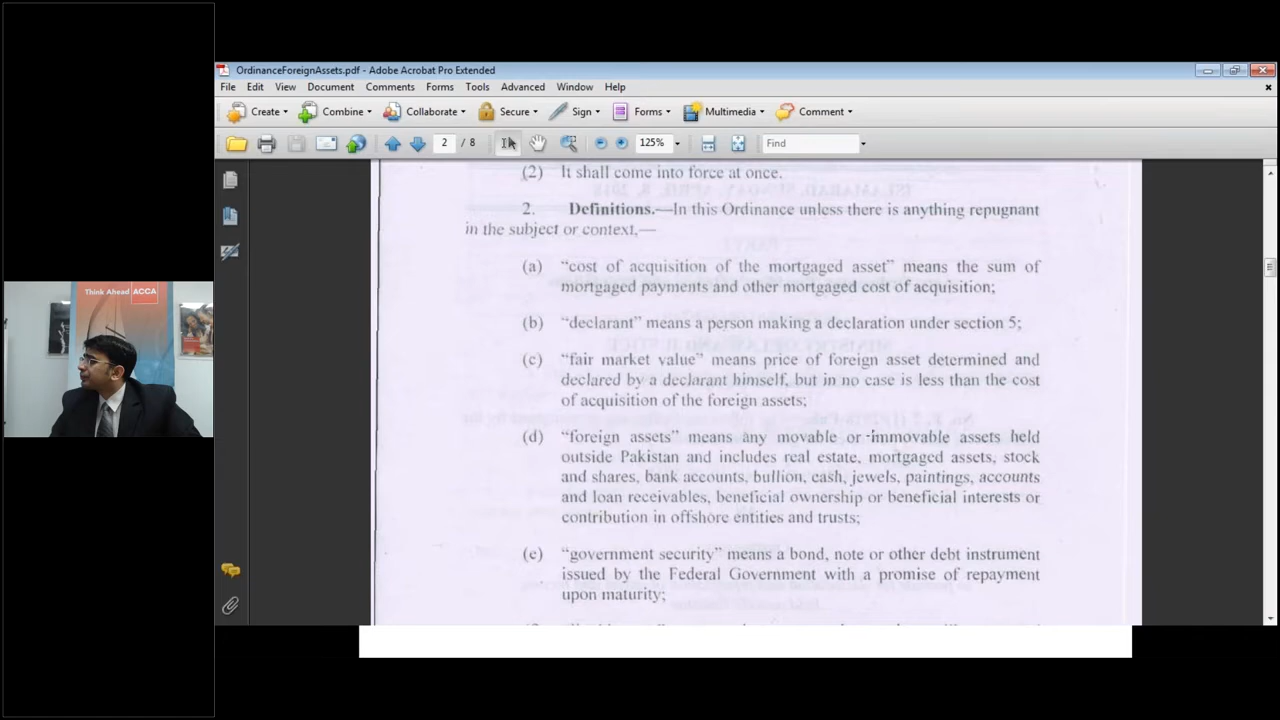 OrdinanceForeignAssets.pdf - Adobe Acrobat Pro Extended
File Edit View Document Comments Forms Tools Advanced Window Help
Create Combine Collaborate Secure Sign Forms Multimedia Comment
2 / 8 125% Find
(2) It shall come into force at once.
2. Definitions.—In this Ordinance unless there is anything repugnant
in the subject or context,—
(a) “cost of acquisition of the mortgaged asset” means the sum of
mortgaged payments and other mortgaged cost of acquisition;
(b) “declarant” means a person making a declaration under section 5;
(c) “fair market value” means price of foreign asset determined and
declared by a declarant himself, but in no case is less than the cost
of acquisition of the foreign assets;
(d) “foreign assets” means any movable or immovable assets held
outside Pakistan and includes real estate, mortgaged assets, stock
and shares, bank accounts, bullion, cash, jewels, paintings, accounts
and loan receivables, beneficial ownership or beneficial interests or
contribution in offshore entities and trusts;
(e) “government security” means a bond, note or other debt instrument
issued by the Federal Government with a promise of repayment
upon maturity;
Think Ahead ACCA